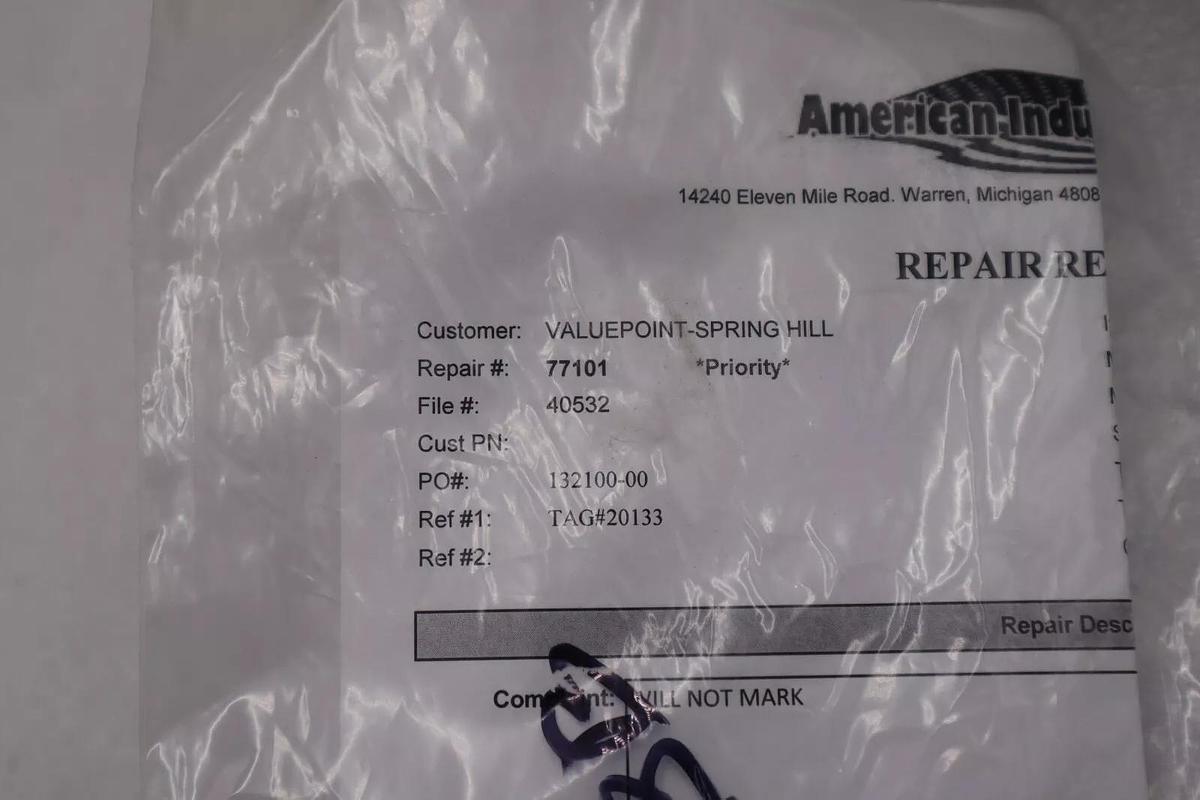 American Indu
14240 Eleven Mile Road. Warren, Michigan 4808
REPAIR RE
Customer: VALUEPOINT-SPRING HILL
Repair #: 77101 *Priority*
File #: 40532
Cust PN:
PO#: 132100-00
Ref #1: TAG#20133
Ref #2:
Repair Desc
WILL NOT MARK